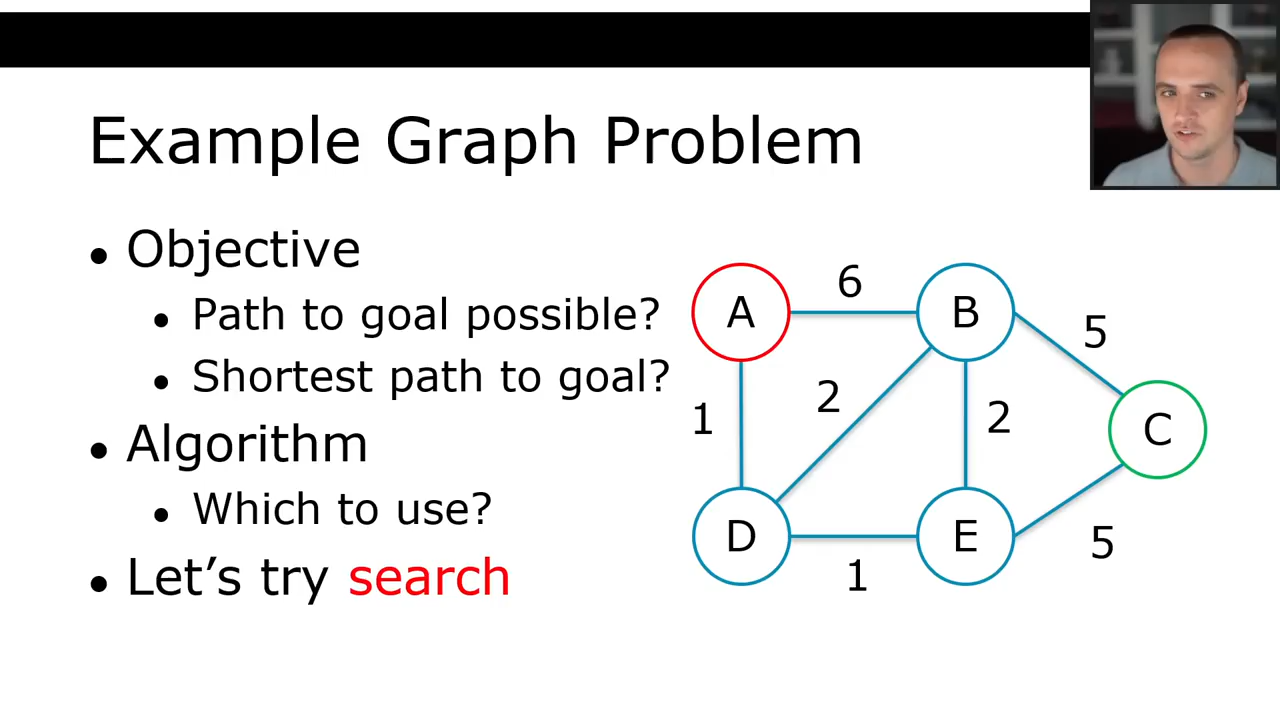 Example Graph Problem
● Objective
● Path to goal possible?
● Shortest path to goal?
● Algorithm
● Which to use?
● Let’s try search
A
6
B
5
1
2
2
C
D
1
E
5